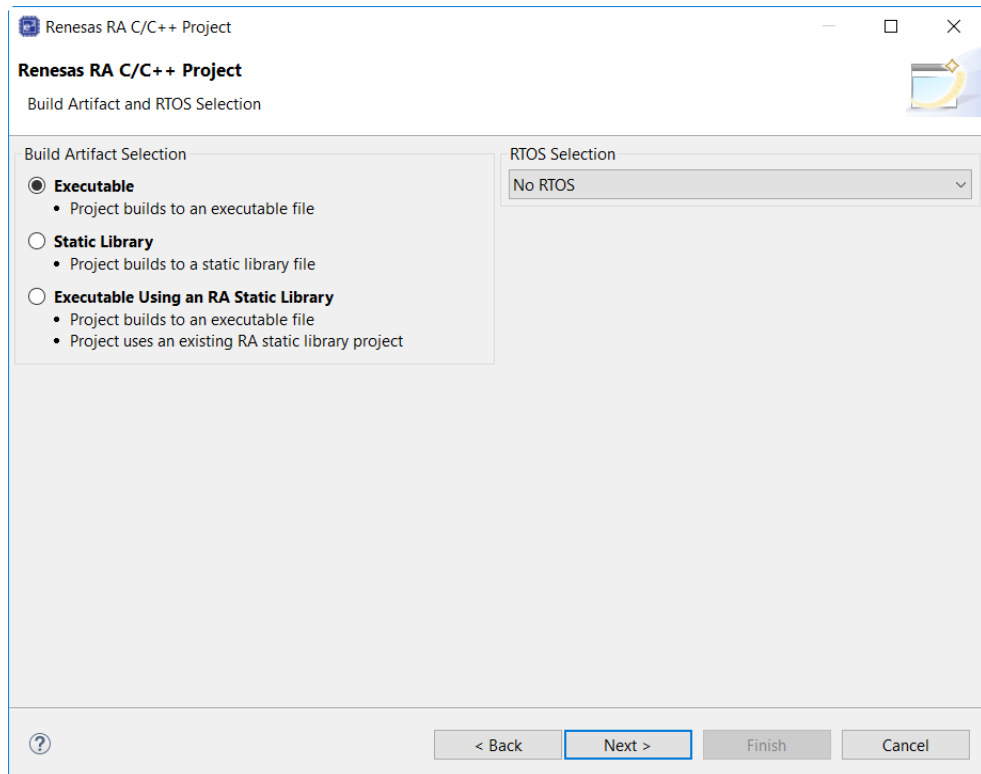 Renesas RA C/C++ Project
Renesas RA C/C++ Project
Build Artifact and RTOS Selection
Build Artifact Selection
Executable
• Project builds to an executable file
Static Library
• Project builds to a static library file
Executable Using an RA Static Library
• Project builds to an executable file
• Project uses an existing RA static library project
RTOS Selection
No RTOS
?
< Back Next > Finish Cancel